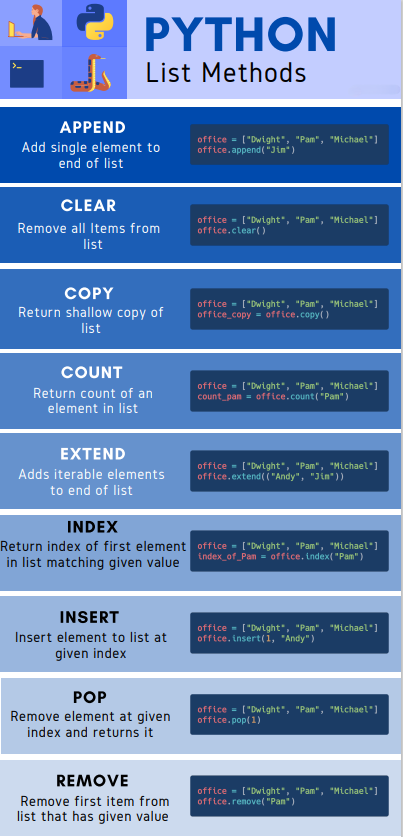 PYTHON
List Methods
APPEND
Add single element to
end of list
office = ["Dwight", "Pam", "Michael"]
office.append("Jim")
CLEAR
Remove all Items from
list
office = ["Dwight", "Pam", "Michael"]
office.clear()
COPY
Return shallow copy of
list
office = ["Dwight", "Pam", "Michael"]
office_copy = office.copy()
COUNT
Return count of an
element in list
office = ["Dwight", "Pam", "Michael"]
count_pam = office.count("Pam")
EXTEND
Adds iterable elements
to end of list
office = ["Dwight", "Pam", "Michael"]
office.extend(("Andy", "Jim"))
INDEX
Return index of first element
in list matching given value
office = ["Dwight", "Pam", "Michael"]
index_of_Pam = office.index("Pam")
INSERT
Insert element to list at
given index
office = ["Dwight", "Pam", "Michael"]
office.insert(1, "Andy")
POP
Remove element at given
index and returns it
office = ["Dwight", "Pam", "Michael"]
office.pop(1)
REMOVE
Remove first item from
list that has given value
office = ["Dwight", "Pam", "Michael"]
office.remove("Pam")